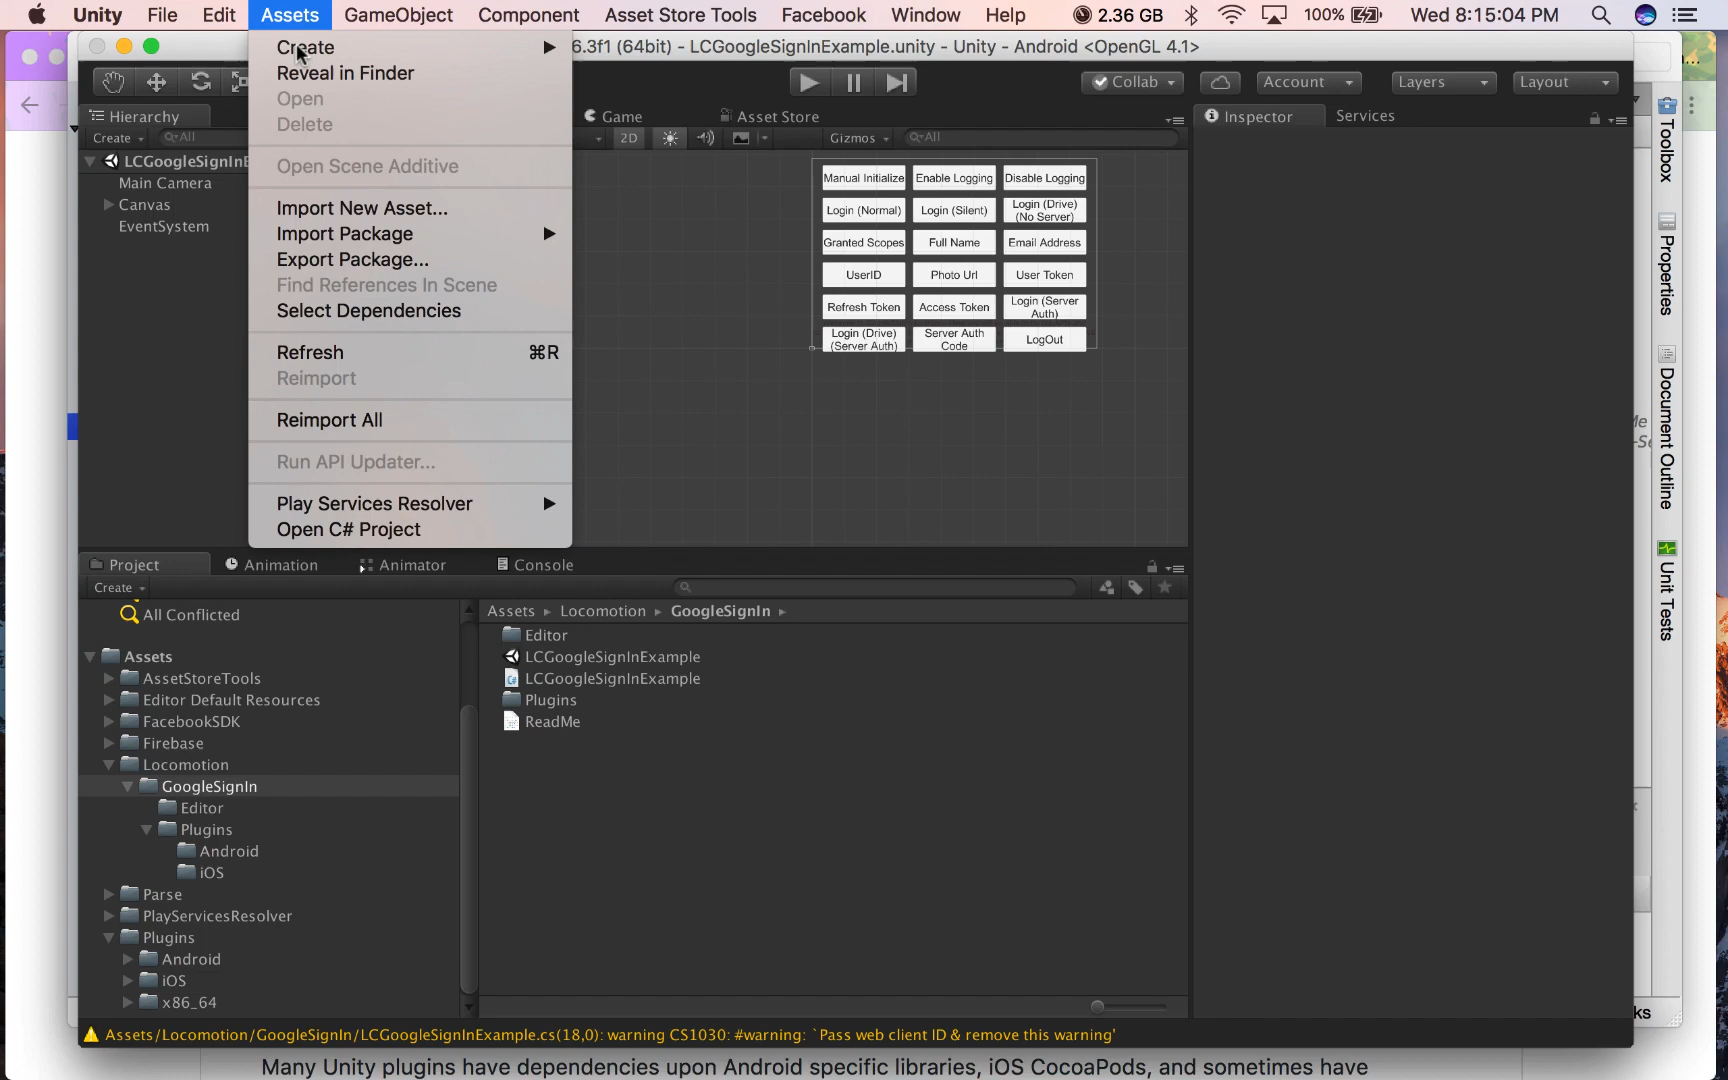 Unity File Edit Assets GameObject Component Asset Store Tools Facebook Window Help 2.36 GB 100% Wed 8:15:04 PM
6.3f1 (64bit) - LCGoogleSignInExample.unity - Unity - Android <OpenGL 4.1>
Create
Reveal in Finder
Open
Delete
Open Scene Additive
Import New Asset...
Import Package
Export Package...
Find References In Scene
Select Dependencies
Refresh ⌘R
Reimport
Reimport All
Run API Updater...
Play Services Resolver
Open C# Project
Collab Account Layers Layout
Hierarchy
Create All
LCGoogleSignInE
Main Camera
Canvas
EventSystem
Game Asset Store
2D Gizmos All
Manual Initialize Enable Logging Disable Logging
Login (Normal) Login (Silent) Login (Drive) (No Server)
Granted Scopes Full Name Email Address
UserID Photo Url User Token
Refresh Token Access Token Login (Server Auth)
Login (Drive) (Server Auth) Server Auth Code LogOut
Inspector Services
Toolbox
Properties
Document Outline
Unit Tests
Project Animation Animator Console
Create
All Conflicted
Assets
AssetStoreTools
Editor Default Resources
FacebookSDK
Firebase
Locomotion
GoogleSignIn
Editor
Plugins
Android
iOS
Parse
PlayServicesResolver
Plugins
Android
iOS
x86_64
Assets Locomotion GoogleSignIn
Editor
LCGoogleSignInExample
LCGoogleSignInExample
Plugins
ReadMe
Assets/Locomotion/GoogleSignIn/LCGoogleSignInExample.cs(18,0): warning CS1030: #warning: `Pass web client ID & remove this warning'
ks
Many Unity plugins have dependencies upon Android specific libraries, iOS CocoaPods, and sometimes have